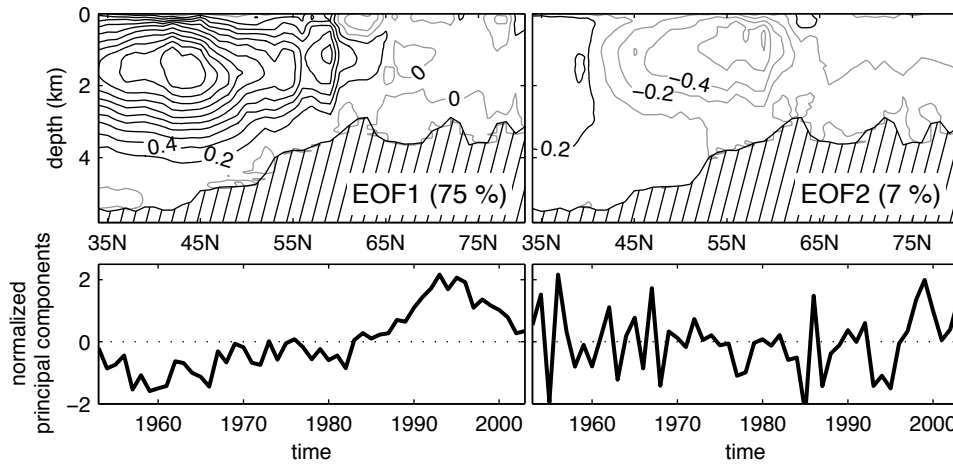 0
2
4
depth (km)
0
0
0.4
0.2
EOF1 (75 %)
35N
45N
55N
65N
75N
−0.4
−0.2
0.2
EOF2 (7 %)
45N
55N
65N
75N
normalized
principal components
2
0
−2
1960
1970
1980
1990
2000
time
1960
1970
1980
1990
2000
time